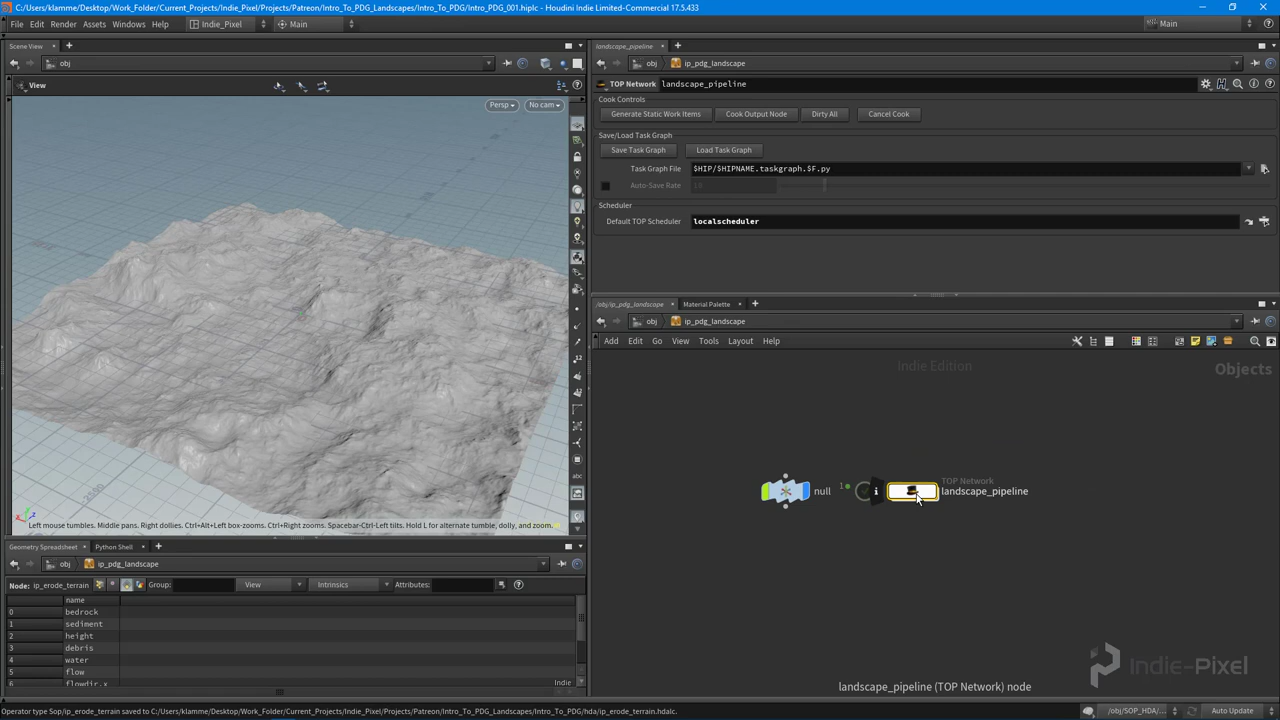 C:/Users/klamme/Desktop/Work_Folder/Current_Projects/Indie_Pixel/Projects/Patreon/Intro_To_PDG_Landscapes/Intro_To_PDG/Intro_PDG_001.hiplc - Houdini Indie Limited-Commercial 17.5.433
File Edit Render Assets Windows Help Indie_Pixel Main Main
Scene View
obj
View
Persp
No cam
Left mouse tumbles. Middle pans. Right dollies. Ctrl+Alt+Left box-zooms. Ctrl+Right zooms. Spacebar-Ctrl-Left tilts. Hold L for alternate tumble, dolly, and zoom.
Geometry Spreadsheet Python Shell
obj ip_pdg_landscape
Node: ip_erode_terrain Group: View Intrinsics Attributes:
name
0 bedrock
1 sediment
2 height
3 debris
4 water
5 flow
6 flowdir.x
Indie
landscape_pipeline
obj ip_pdg_landscape
TOP Network landscape_pipeline
Cook Controls
Generate Static Work Items Cook Output Node Dirty All Cancel Cook
Save/Load Task Graph
Save Task Graph Load Task Graph
Task Graph File $HIP/$HIPNAME.taskgraph.$F.py
Auto-Save Rate
Scheduler
Default TOP Scheduler localscheduler
/obj/ip_pdg_landscape Material Palette
obj ip_pdg_landscape
Add Edit Go View Tools Layout Help
Indie Edition
Objects
null
1
TOP Network
landscape_pipeline
Indie-Pixel
landscape_pipeline (TOP Network) node
Operator type Sop/ip_erode_terrain saved to C:/Users/klamme/Desktop/Work_Folder/Current_Projects/Indie_Pixel/Projects/Patreon/Intro_To_PDG_Landscapes/Intro_To_PDG/hda/ip_erode_terrain.hdalc.
/obj/SOP_HDA/... Auto Update